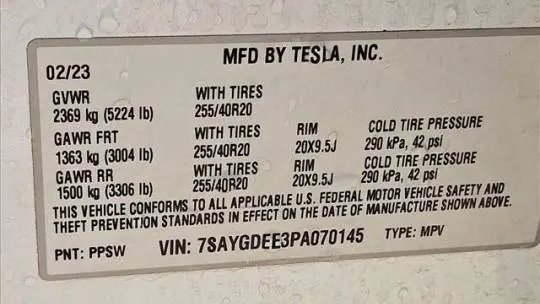 MFD BY TESLA, INC.
02/23
GVWR WITH TIRES
2369 kg (5224 lb) 255/40R20
GAWR FRT WITH TIRES RIM COLD TIRE PRESSURE
1363 kg (3004 lb) 255/40R20 20X9.5J 290 kPa, 42 psi
GAWR RR WITH TIRES RIM COLD TIRE PRESSURE
1500 kg (3306 lb) 255/40R20 20X9.5J 290 kPa, 42 psi
THIS VEHICLE CONFORMS TO ALL APPLICABLE U.S. FEDERAL MOTOR VEHICLE SAFETY AND
THEFT PREVENTION STANDARDS IN EFFECT ON THE DATE OF MANUFACTURE SHOWN ABOVE.
PNT: PPSW VIN: 7SAYGDEE3PA070145 TYPE: MPV